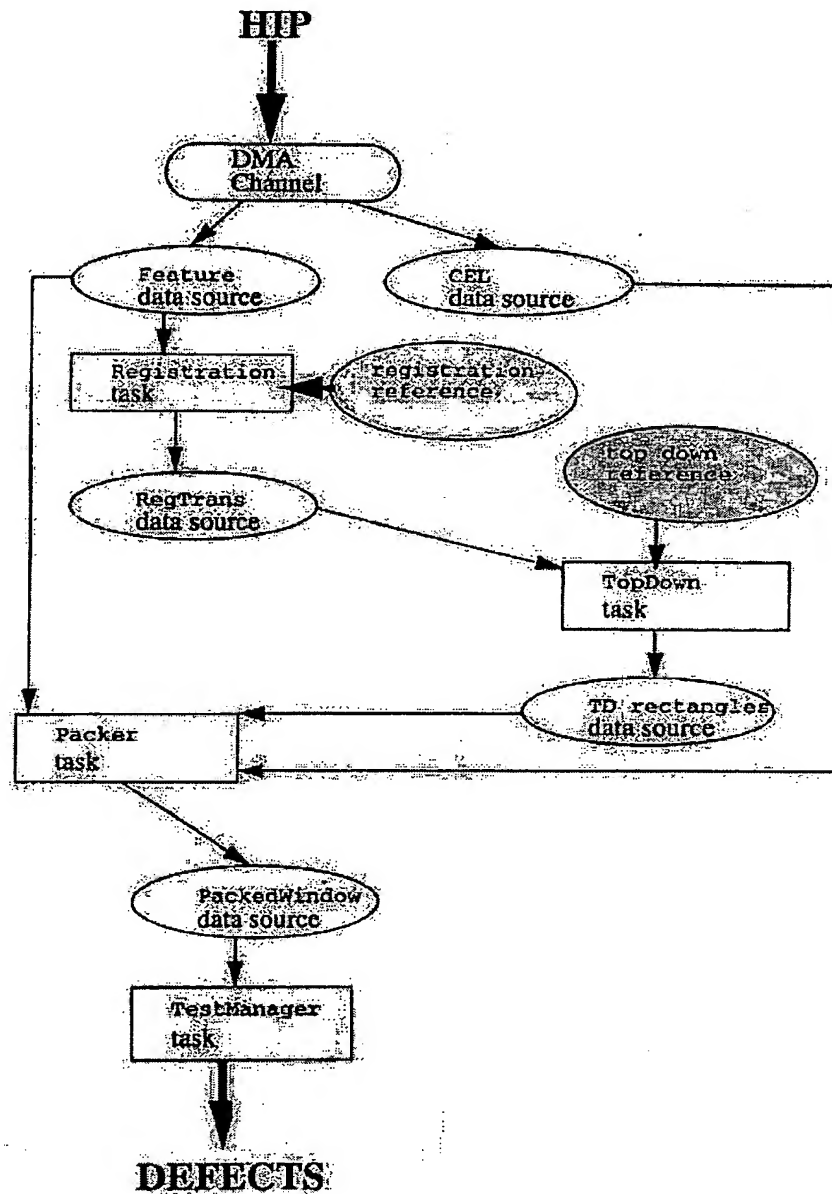 HIP
DMA
Channel
Feature
data source
CEL
data source
Registration
task
registration
reference
top down
reference
RegTrans
data source
TopDown
task
TD rectangles
data source
Packer
task
PackedWindow
data source
TestManager
task
DEFECTS